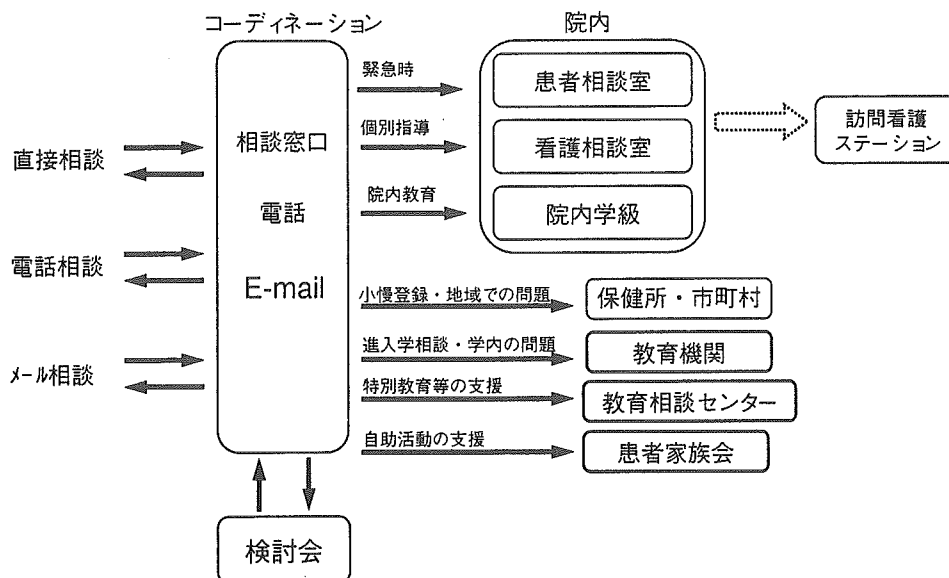 コーディネーション
院内
緊急時
患者相談室
相談窓口
個別指導
看護相談室
訪問看護
ステーション
直接相談
電話
院内教育
院内学級
電話相談
E-mail
小慢登録・地域での問題
保健所・市町村
進入学相談・学内の問題
教育機関
メール相談
特別教育等の支援
教育相談センター
自助活動の支援
患者家族会
検討会